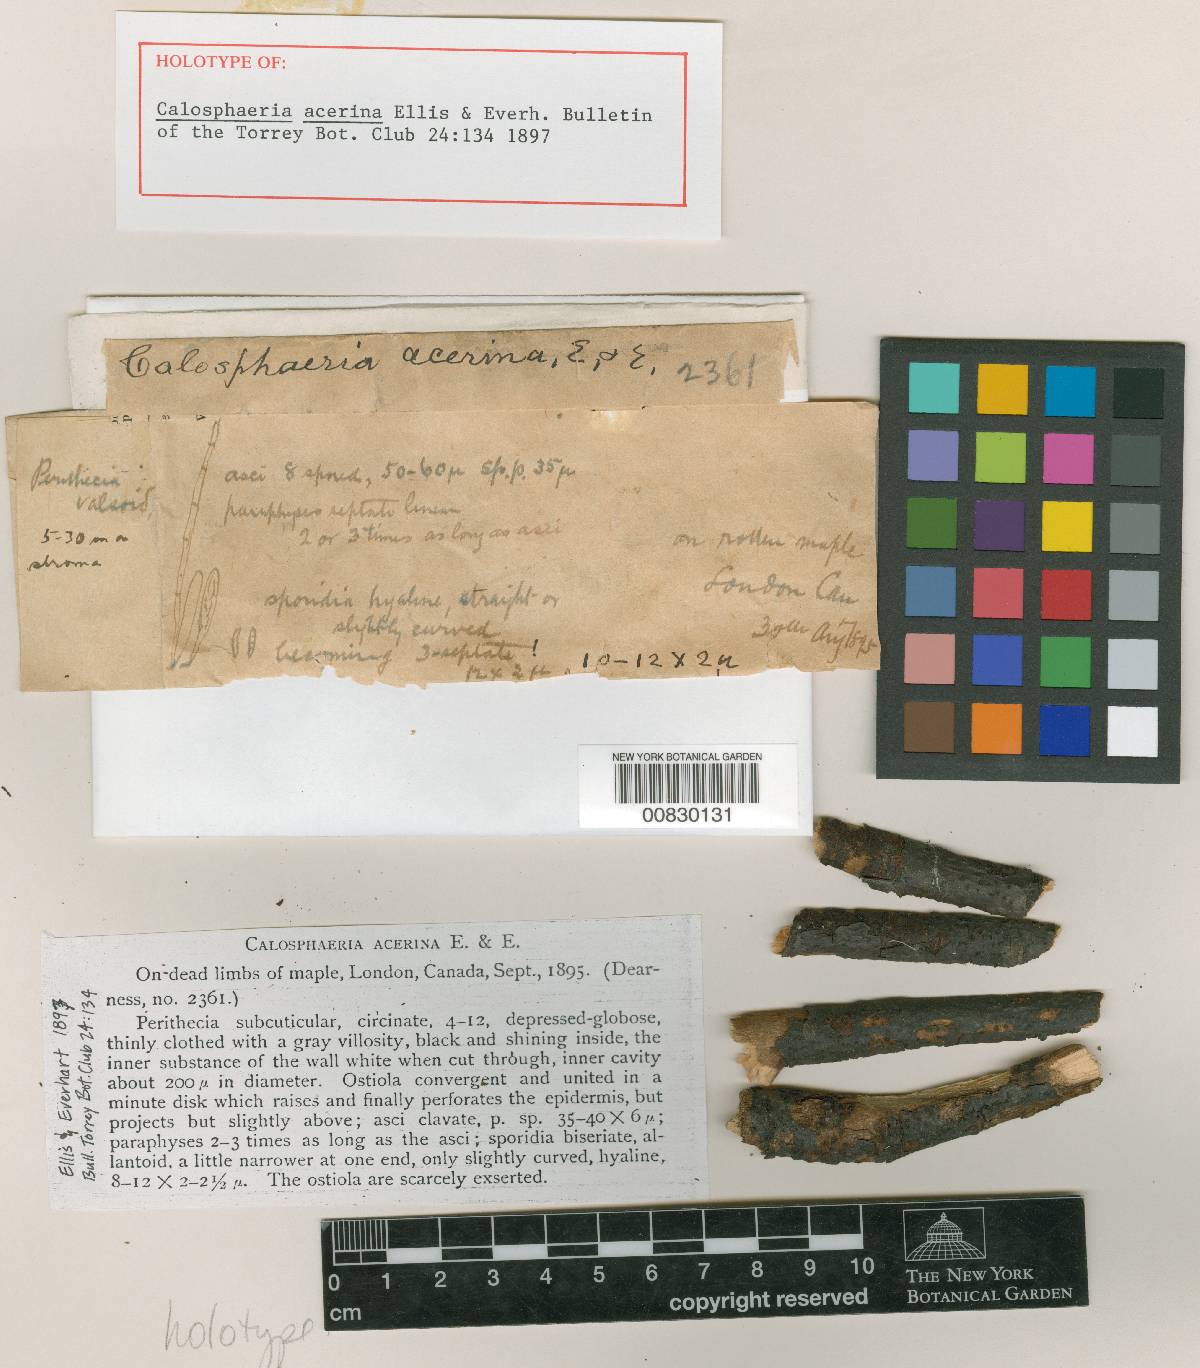 HOLOTYPE OF:
Calosphaeria acerina Ellis & Everh. Bulletin
of the Torrey Bot. Club 24:134 1897
Calosphaeria acerina, E, & E, 2361
Perithecia
valsoid,
5-30 in a
stroma
asci 8 spored, 50-60µ sp. p. 35µ
paraphyses septate linear
2 or 3 times as long as asci
sporidia hyaline, straight or
slightly curved
becoming 3-septate !
12 x 2 µ, 10-12 X 2µ
on rotten maple
London Can
30th Aug 1895
NEW YORK BOTANICAL GARDEN
00830131
CALOSPHAERIA ACERINA E. & E.
On dead limbs of maple, London, Canada, Sept., 1895. (Dear-
ness, no. 2361.)
Perithecia subcuticular, circinate, 4-12, depressed-globose,
thinly clothed with a gray villosity, black and shining inside, the
inner substance of the wall white when cut through, inner cavity
about 200 µ in diameter. Ostiola convergent and united in a
minute disk which raises and finally perforates the epidermis, but
projects but slightly above; asci clavate, p. sp. 35-40 X 6 µ;
paraphyses 2-3 times as long as the asci; sporidia biseriate, al-
lantoid, a little narrower at one end, only slightly curved, hyaline,
8-12 X 2-2½ µ. The ostiola are scarcely exserted.
Ellis & Everhart 1897
Bull. Torrey Bot. Club 24:134
0 1 2 3 4 5 6 7 8 9 10
cm
copyright reserved
THE NEW YORK
BOTANICAL GARDEN
holotype